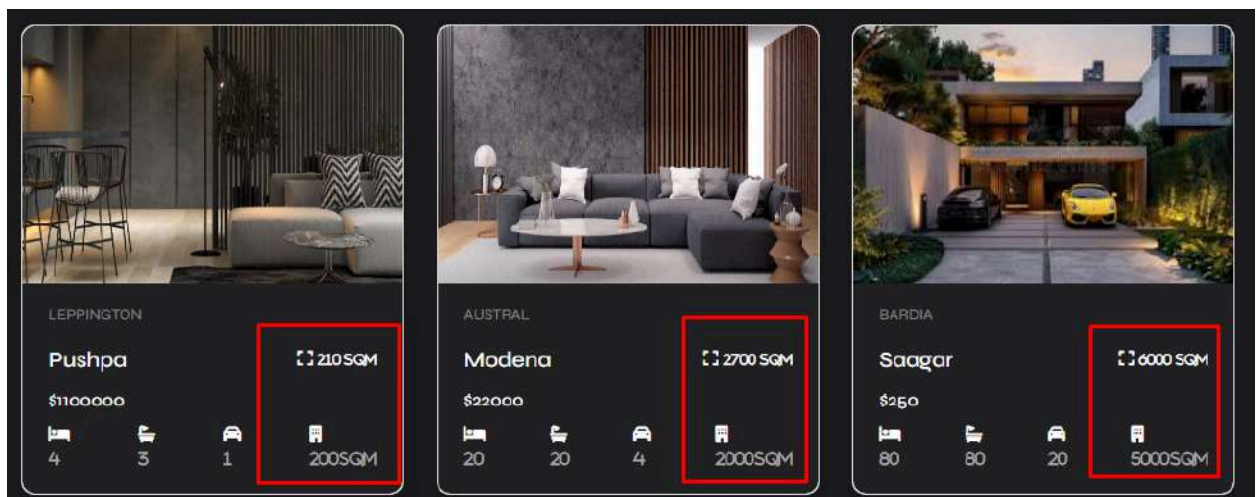 LEPPINGTON
Pushpa
210 SQM
$1100000
4 3 1 200SQM
AUSTRAL
Modena
2700 SQM
$22000
20 20 4 2000SQM
BARDIA
Saagar
6000 SQM
$250
80 80 20 5000SQM